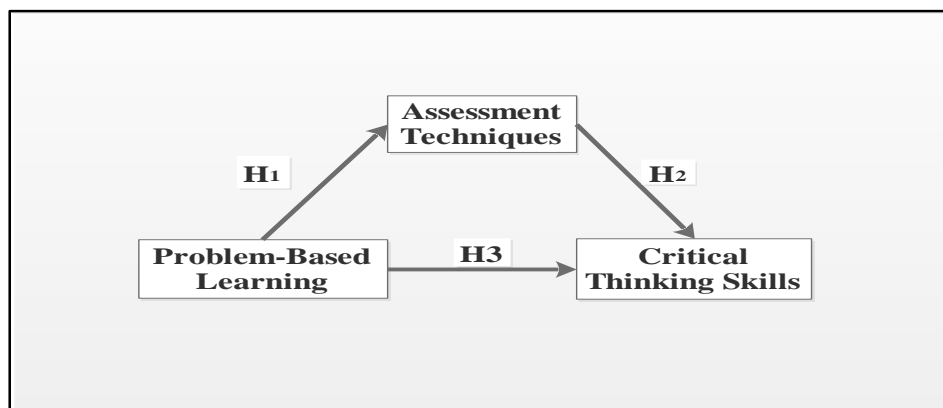 Assessment
Techniques
H1
H2
Problem-Based
Learning
H3
Critical
Thinking Skills